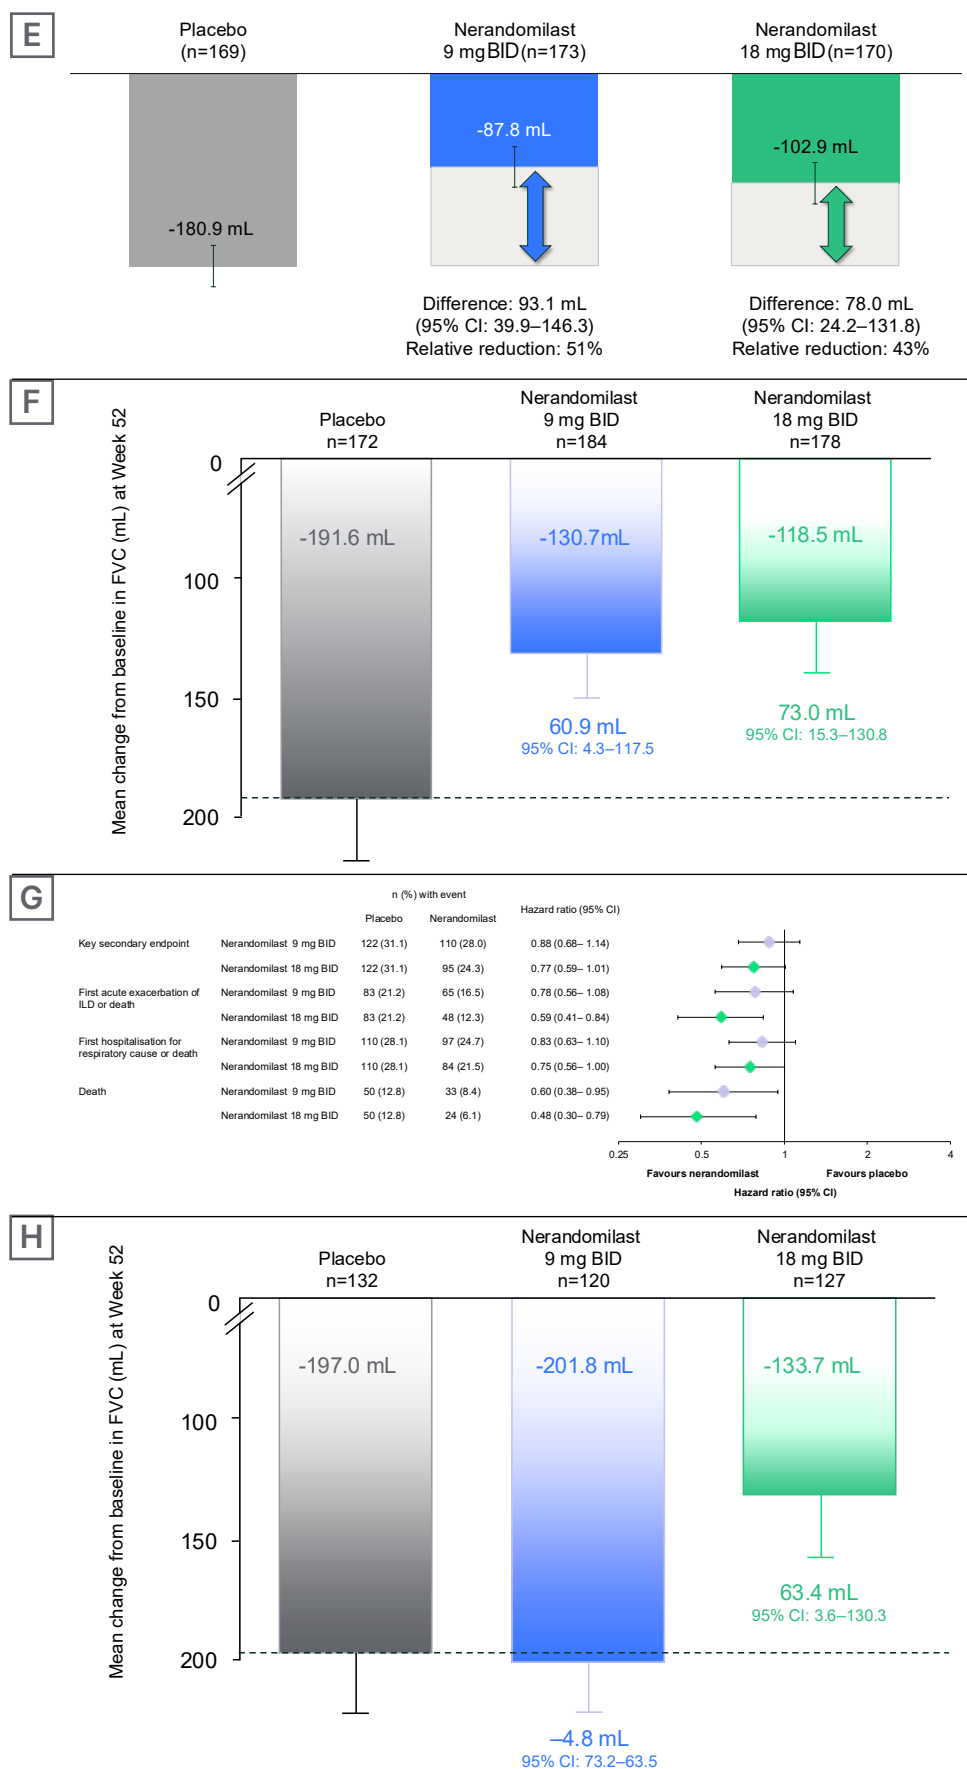 E
Placebo
(n=169)
Nerandomilast
9 mg BID (n=173)
Nerandomilast
18 mg BID (n=170)
-180.9 mL
-87.8 mL
-102.9 mL
Difference: 93.1 mL
(95% CI: 39.9–146.3)
Relative reduction: 51%
Difference: 78.0 mL
(95% CI: 24.2–131.8)
Relative reduction: 43%
F
Mean change from baseline in FVC (mL) at Week 52
Placebo
n=172
Nerandomilast
9 mg BID
n=184
Nerandomilast
18 mg BID
n=178
0
100
150
200
-191.6 mL
-130.7mL
-118.5 mL
60.9 mL
95% CI: 4.3–117.5
73.0 mL
95% CI: 15.3–130.8
G
n (%) with event
Placebo Nerandomilast Hazard ratio (95% CI)
Key secondary endpoint Nerandomilast 9 mg BID 122 (31.1) 110 (28.0) 0.88 (0.68– 1.14)
Nerandomilast 18 mg BID 122 (31.1) 95 (24.3) 0.77 (0.59– 1.01)
First acute exacerbation of
ILD or death
Nerandomilast 9 mg BID 83 (21.2) 65 (16.5) 0.78 (0.56– 1.08)
Nerandomilast 18 mg BID 83 (21.2) 48 (12.3) 0.59 (0.41– 0.84)
First hospitalisation for
respiratory cause or death
Nerandomilast 9 mg BID 110 (28.1) 97 (24.7) 0.83 (0.63– 1.10)
Nerandomilast 18 mg BID 110 (28.1) 84 (21.5) 0.75 (0.56– 1.00)
Death Nerandomilast 9 mg BID 50 (12.8) 33 (8.4) 0.60 (0.38– 0.95)
Nerandomilast 18 mg BID 50 (12.8) 24 (6.1) 0.48 (0.30– 0.79)
0.25 0.5 1 2 4
Favours nerandomilast Favours placebo
Hazard ratio (95% CI)
H
Mean change from baseline in FVC (mL) at Week 52
Placebo
n=132
Nerandomilast
9 mg BID
n=120
Nerandomilast
18 mg BID
n=127
0
100
150
200
-197.0 mL
-201.8 mL
-133.7 mL
63.4 mL
95% CI: 3.6–130.3
–4.8 mL
95% CI: 73.2–63.5